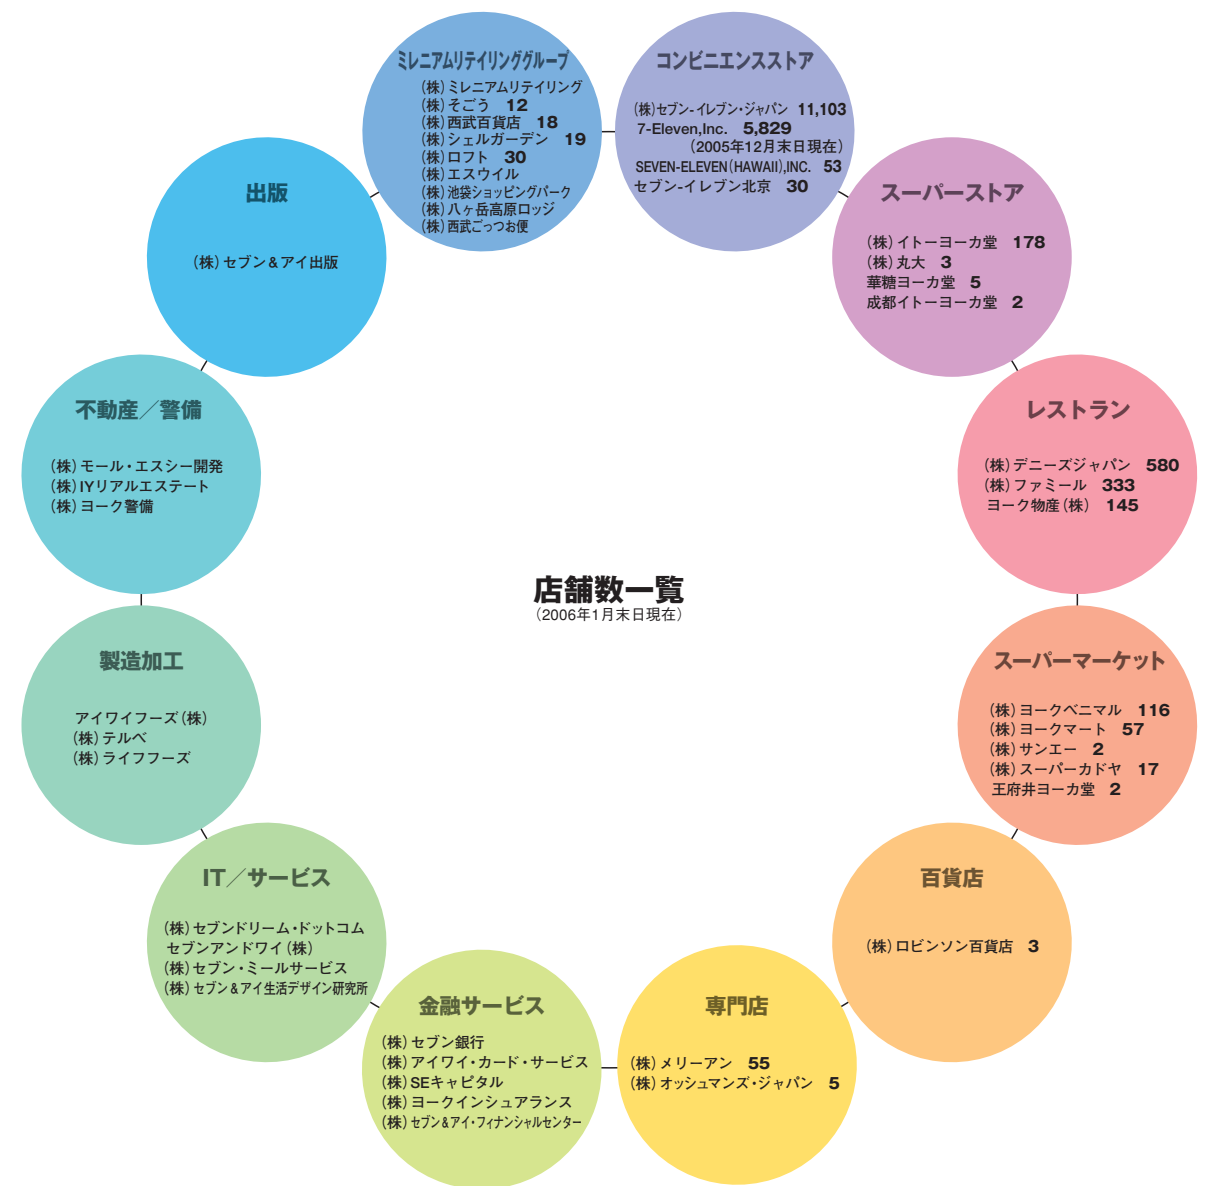 店舗数一覧
(2006年1月末日現在)
コンビニエンスストア
(株)セブン-イレブン・ジャパン 11,103
7-Eleven,Inc. 5,829
(2005年12月末日現在)
SEVEN-ELEVEN(HAWAII),INC. 53
セブン-イレブン北京 30
スーパーストア
(株)イトーヨーカ堂 178
(株)丸大 3
華糖ヨーカ堂 5
成都イトーヨーカ堂 2
レストラン
(株)デニーズジャパン 580
(株)ファミール 333
ヨーク物産(株) 145
スーパーマーケット
(株)ヨークベニマル 116
(株)ヨークマート 57
(株)サンエー 2
(株)スーパーカドヤ 17
王府井ヨーカ堂 2
百貨店
(株)ロビンソン百貨店 3
専門店
(株)メリーアン 55
(株)オッシュマンズ・ジャパン 5
金融サービス
(株)セブン銀行
(株)アイワイ・カード・サービス
(株)SEキャピタル
(株)ヨークインシュアランス
(株)セブン&アイ・フィナンシャルセンター
IT/サービス
(株)セブンドリーム・ドットコム
セブンアンドワイ(株)
(株)セブン・ミールサービス
(株)セブン&アイ生活デザイン研究所
製造加工
アイワイフーズ(株)
(株)テルベ
(株)ライフフーズ
不動産/警備
(株)モール・エスシー開発
(株)IYリアルエステート
(株)ヨーク警備
出版
(株)セブン&アイ出版
ミレニアムリテイリンググループ
(株)ミレニアムリテイリング
(株)そごう 12
(株)西武百貨店 18
(株)シェルガーデン 19
(株)ロフト 30
(株)エスウイル
(株)池袋ショッピングパーク
(株)八ヶ岳高原ロッジ
(株)西武ごっつお便